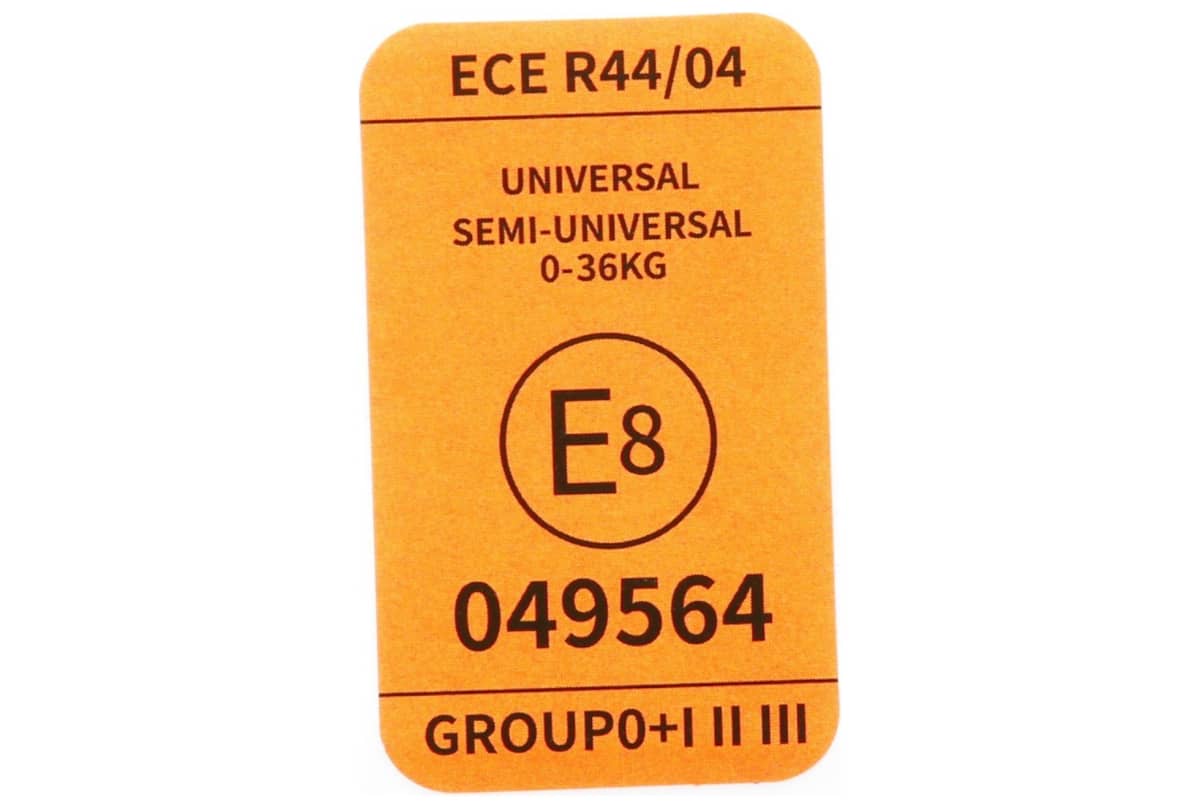 ECE R44/04
UNIVERSAL
SEMI-UNIVERSAL
0-36KG
E8
049564
GROUP0+I II III